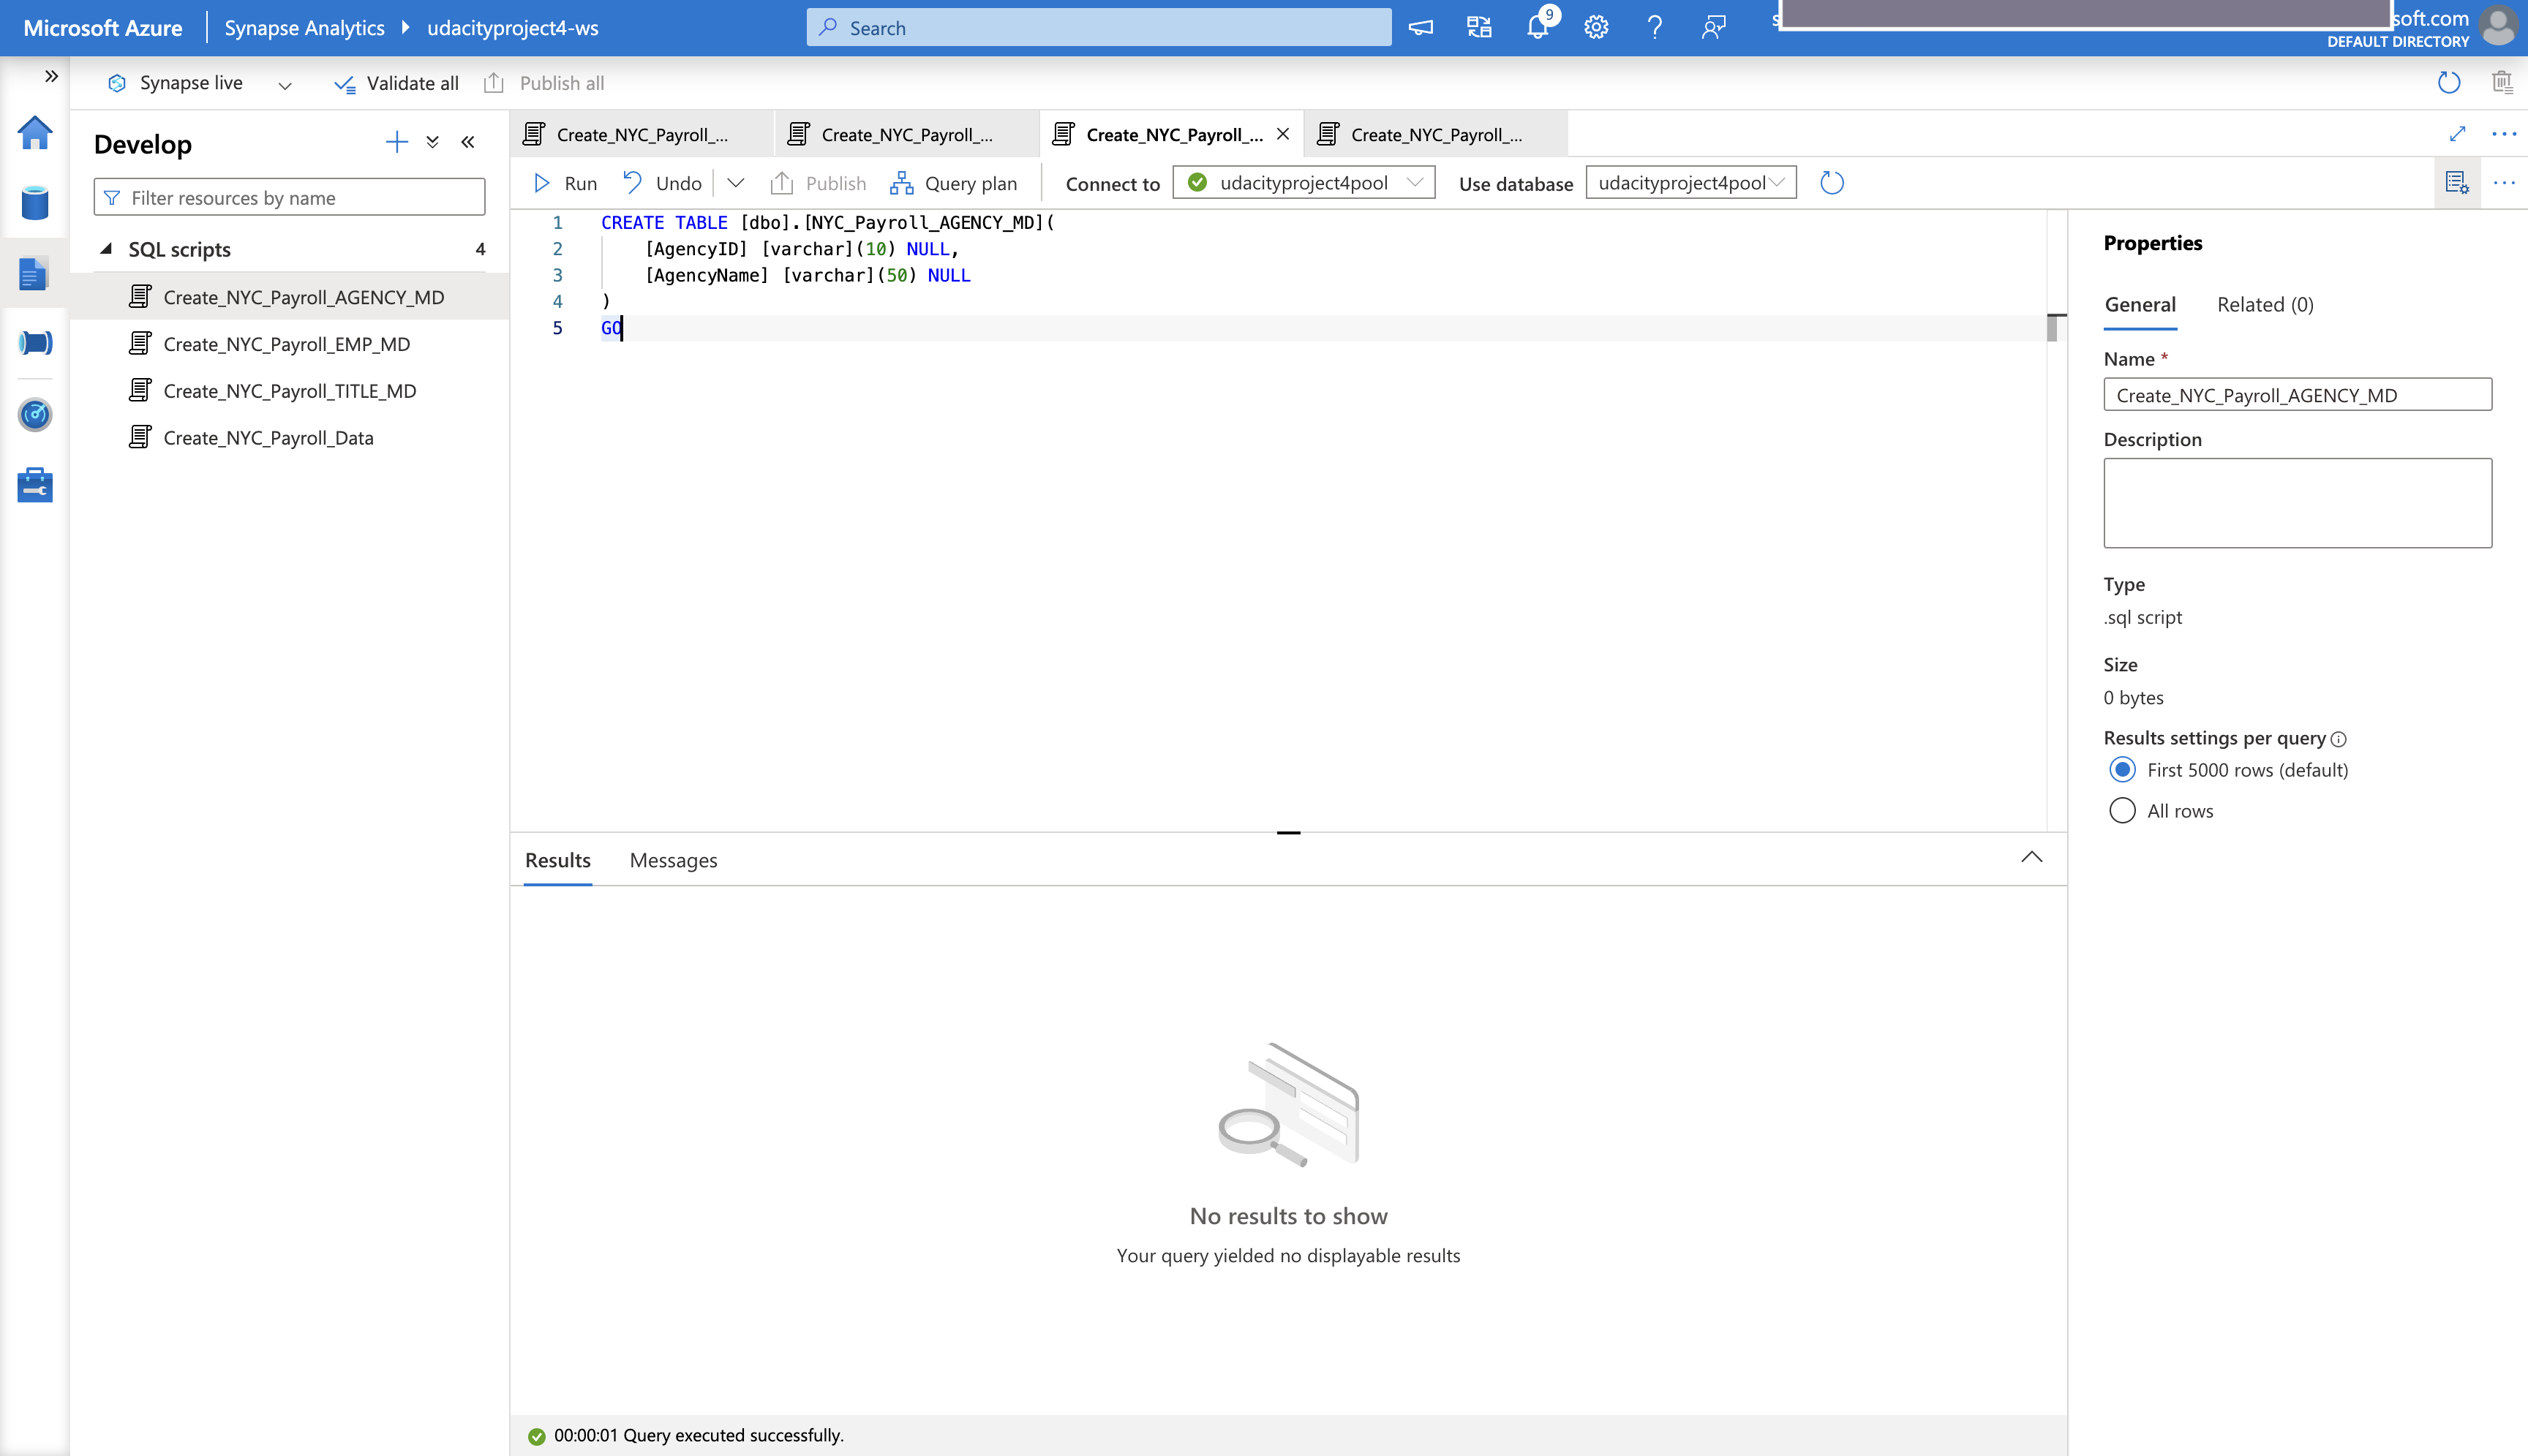 Microsoft Azure
Synapse Analytics
udacityproject4-ws
Search
9
soft.com
DEFAULT DIRECTORY
Synapse live
Validate all
Publish all
Develop
Filter resources by name
SQL scripts
4
Create_NYC_Payroll_AGENCY_MD
Create_NYC_Payroll_EMP_MD
Create_NYC_Payroll_TITLE_MD
Create_NYC_Payroll_Data
Create_NYC_Payroll_...
Create_NYC_Payroll_...
Create_NYC_Payroll_...
Create_NYC_Payroll_...
Run
Undo
Publish
Query plan
Connect to
udacityproject4pool
Use database
udacityproject4pool
1 CREATE TABLE [dbo].[NYC_Payroll_AGENCY_MD](
2 [AgencyID] [varchar](10) NULL,
3 [AgencyName] [varchar](50) NULL
4 )
5 GO
Results
Messages
No results to show
Your query yielded no displayable results
00:00:01 Query executed successfully.
Properties
General
Related (0)
Name *
Create_NYC_Payroll_AGENCY_MD
Description
Type
.sql script
Size
0 bytes
Results settings per query
First 5000 rows (default)
All rows